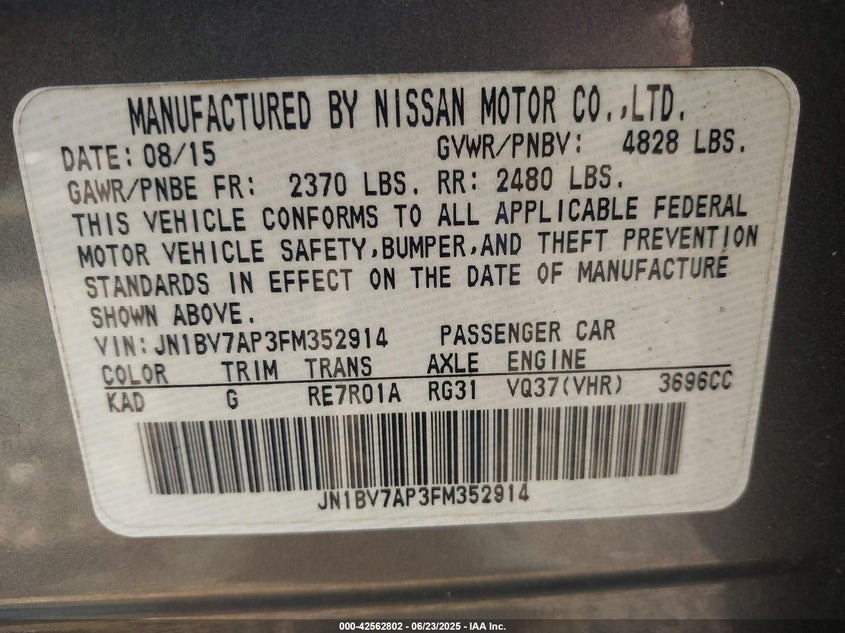 MANUFACTURED BY NISSAN MOTOR CO.,LTD.
DATE: 08/15 GVWR/PNBV: 4828 LBS.
GAWR/PNBE FR: 2370 LBS. RR: 2480 LBS.
THIS VEHICLE CONFORMS TO ALL APPLICABLE FEDERAL
MOTOR VEHICLE SAFETY,BUMPER,AND THEFT PREVENTION
STANDARDS IN EFFECT ON THE DATE OF MANUFACTURE
SHOWN ABOVE.
VIN: JN1BV7AP3FM352914 PASSENGER CAR
COLOR TRIM TRANS AXLE ENGINE
KAD G RE7R01A RG31 VQ37(VHR) 3696CC
JN1BV7AP3FM352914
000-42562802 - 06/23/2025 - IAA Inc.